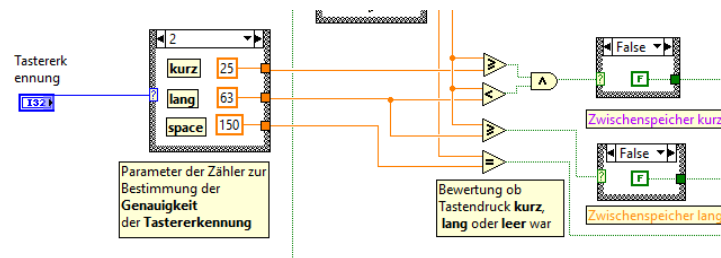 Tastererk
ennung
I32
2
kurz 25
lang 63
space 150
?
Parameter der Zähler zur
Bestimmung der
Genauigkeit
der Tastererkennung
≥
<
≥
=
∧
Bewertung ob
Tastendruck kurz,
lang oder leer war
False
?
F
Zwischenspeicher kurz
False
?
F
Zwischenspeicher lang